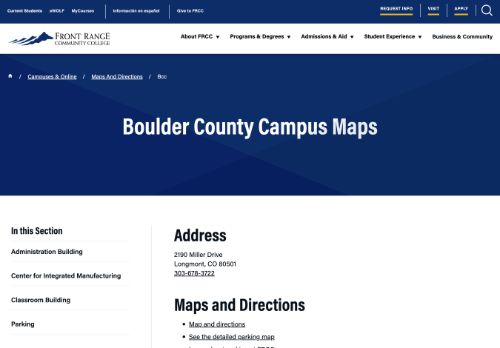 Current Students eWOLF MyCourses Información en español Give to FRCC REQUEST INFO VISIT APPLY
FRONT RANGE
COMMUNITY COLLEGE
About FRCC Programs & Degrees Admissions & Aid Student Experience Business & Community
/ Campuses & Online / Maps And Directions / Bcc
Boulder County Campus Maps
In this Section
Administration Building
Center for Integrated Manufacturing
Classroom Building
Parking
Address
2190 Miller Drive
Longmont, CO 80501
303-678-3722
Maps and Directions
Map and directions
See the detailed parking map